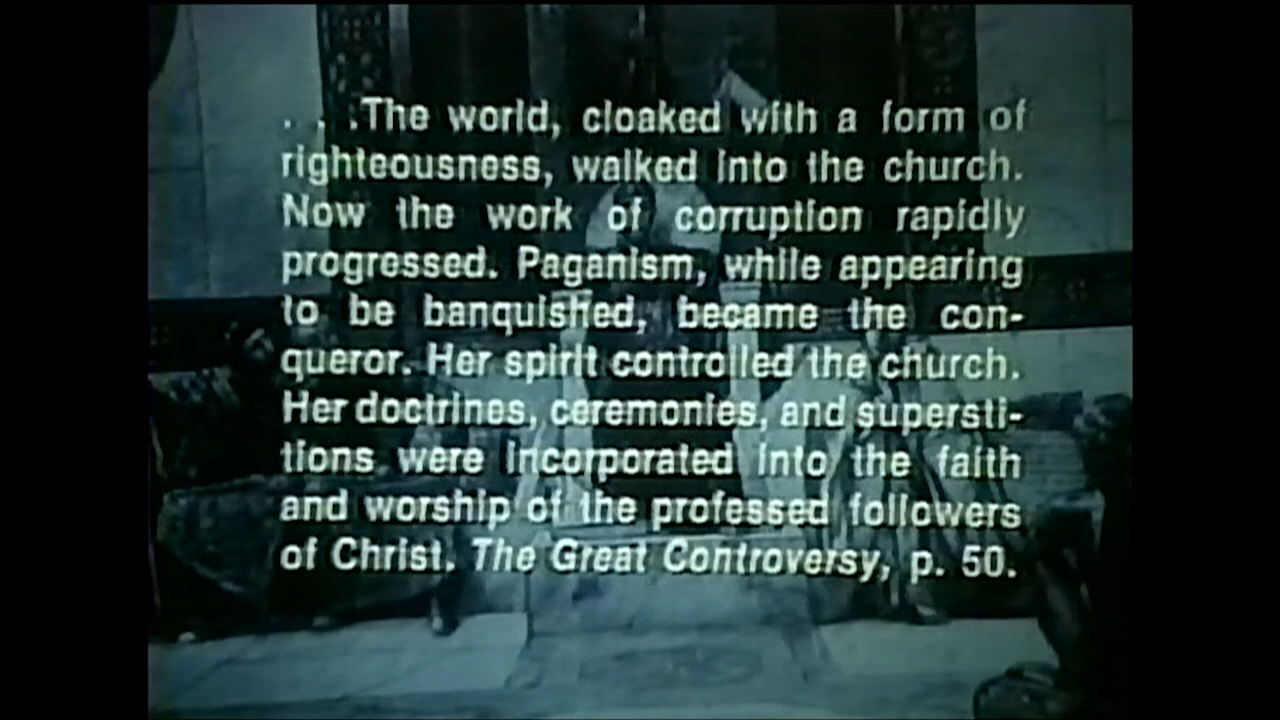 . . .The world, cloaked with a form of
righteousness, walked into the church.
Now the work of corruption rapidly
progressed. Paganism, while appearing
to be banquished, became the con-
queror. Her spirit controlled the church.
Her doctrines, ceremonies, and supersti-
tions were incorporated into the faith
and worship of the professed followers
of Christ. The Great Controversy, p. 50.